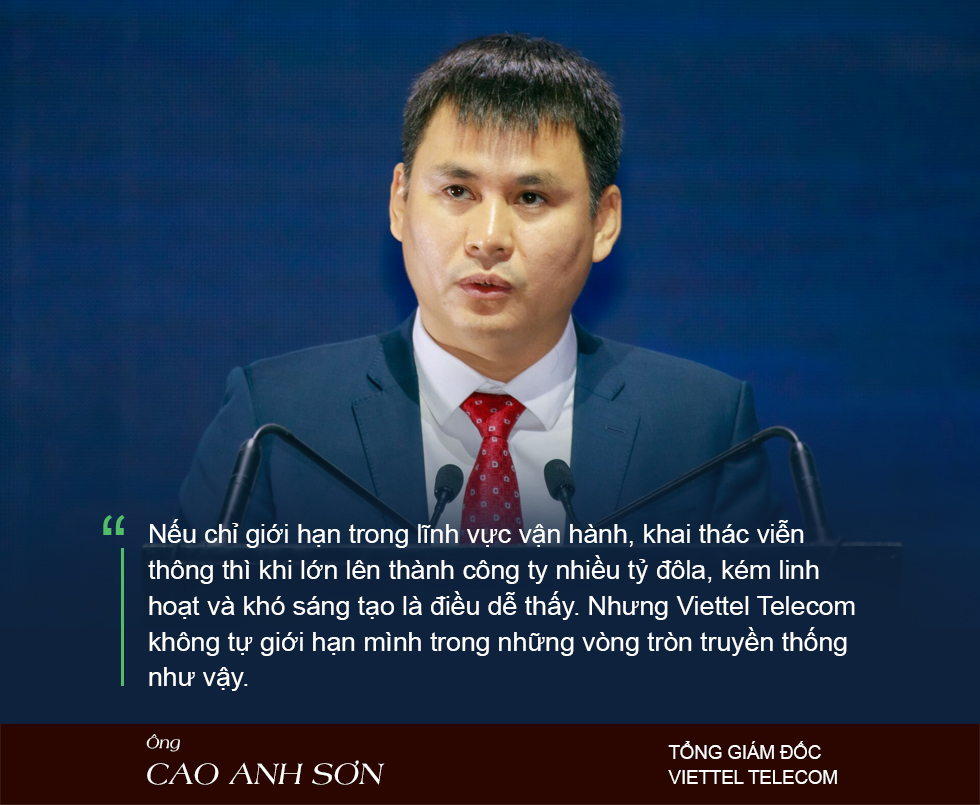 “
Nếu chỉ giới hạn trong lĩnh vực vận hành, khai thác viễn
thông thì khi lớn lên thành công ty nhiều tỷ đôla, kém linh
hoạt và khó sáng tạo là điều dễ thấy. Nhưng Viettel Telecom
không tự giới hạn mình trong những vòng tròn truyền thống
như vậy.
Ông
CAO ANH SƠN
TỔNG GIÁM ĐỐC
VIETTEL TELECOM